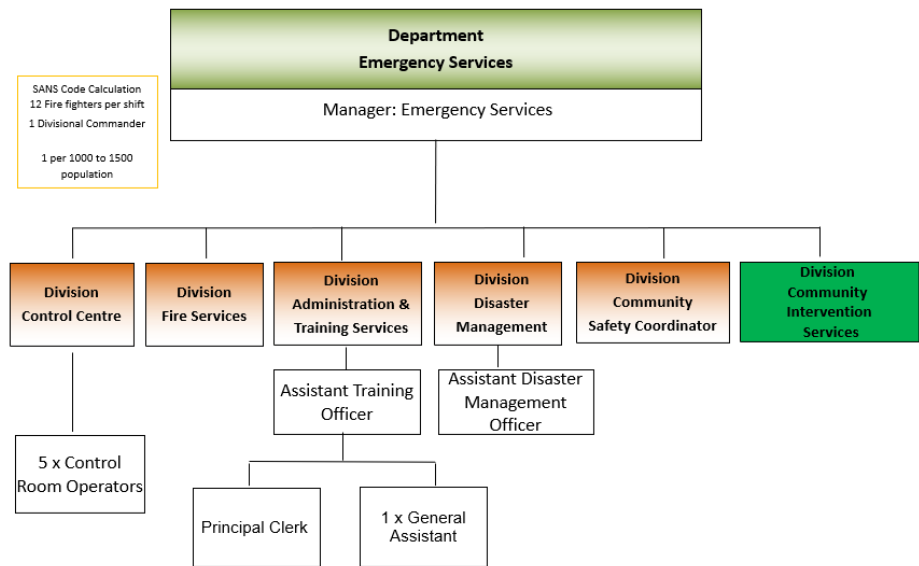 Department
Emergency Services
Manager: Emergency Services
SANS Code Calculation
12 Fire fighters per shift
1 Divisional Commander
1 per 1000 to 1500
population
Division
Control Centre
Division
Fire Services
Division
Administration &
Training Services
Division
Disaster
Management
Division
Community
Safety Coordinator
Division
Community
Intervention
Services
Assistant Training
Officer
Assistant Disaster
Management
Officer
5 x Control
Room Operators
Principal Clerk
1 x General
Assistant